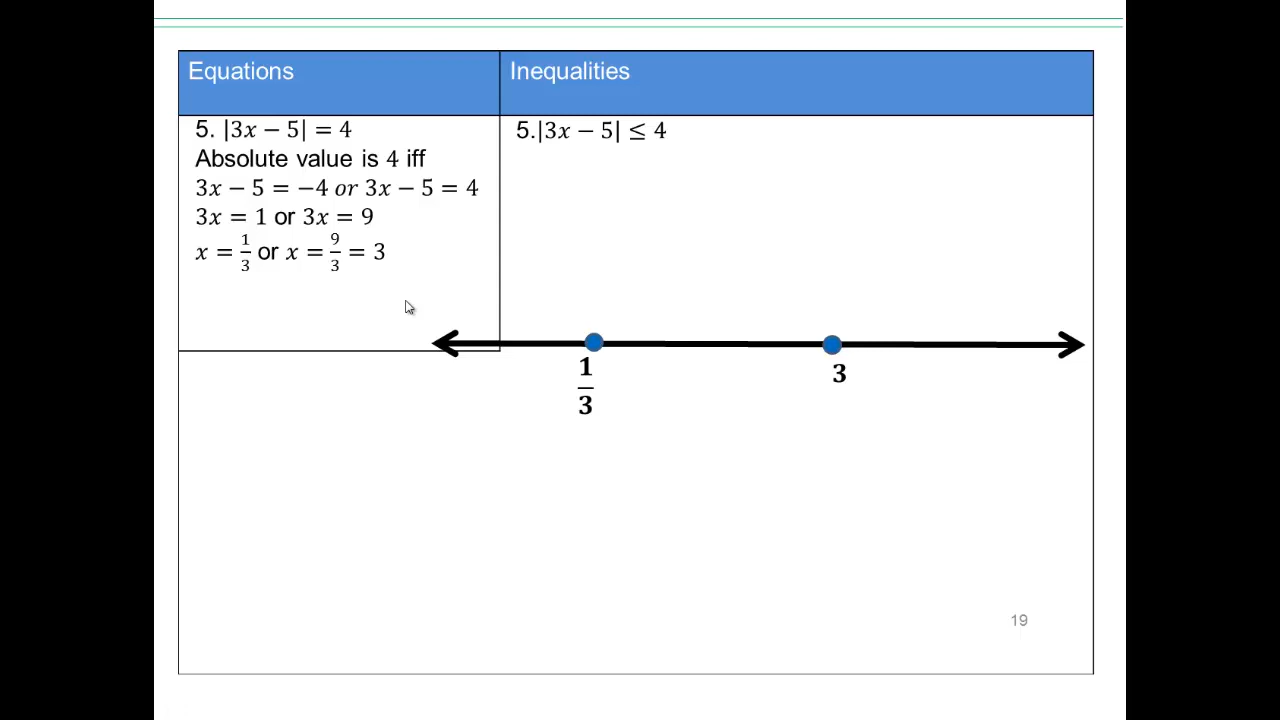 Equations
Inequalities
5. |3𝑥 − 5| = 4
Absolute value is 4 iff
3𝑥 − 5 = −4 𝑜𝑟 3𝑥 − 5 = 4
3𝑥 = 1 or 3𝑥 = 9
𝑥 = 1/3 or 𝑥 = 9/3 = 3
5.|3𝑥 − 5| ≤ 4
1/3
3
19